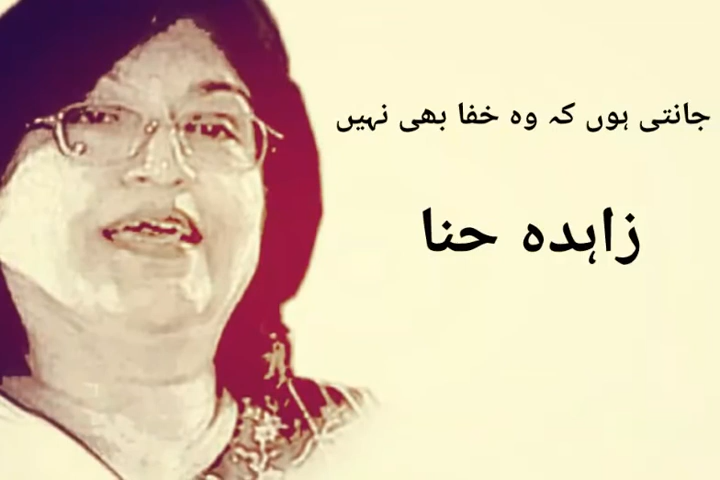 جانتی ہوں کہ وہ خفا بھی نہیں
زاہدہ حنا